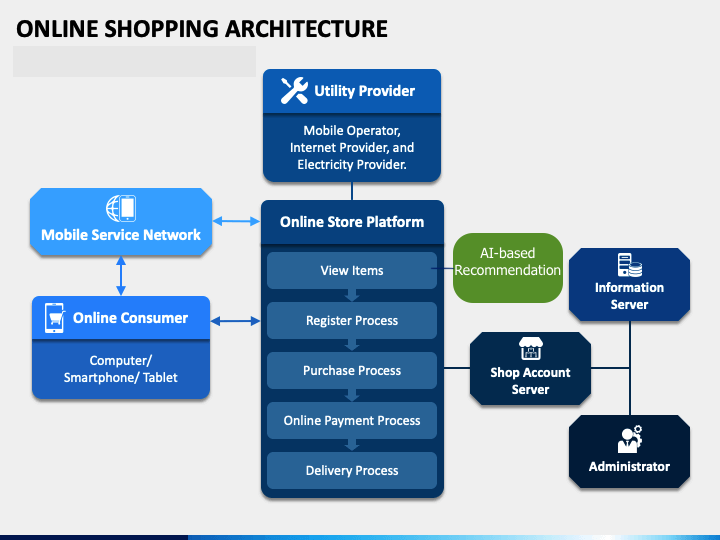 ONLINE SHOPPING ARCHITECTURE
Utility Provider
Mobile Operator,
Internet Provider, and
Electricity Provider.
Mobile Service Network
Online Store Platform
AI-based
Recommendation
View Items
Information
Server
Online Consumer
Register Process
Computer/
Smartphone/ Tablet
Purchase Process
Shop Account
Server
Online Payment Process
Delivery Process
Administrator